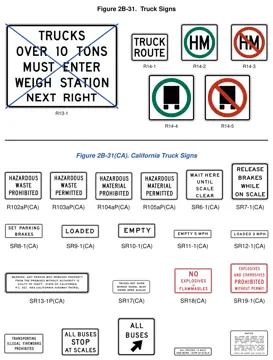 Figure 2B-31. Truck Signs
TRUCKS
OVER 10 TONS
MUST ENTER
WEIGH STATION
NEXT RIGHT
R13-1
TRUCK
ROUTE
R14-1
HM
R14-2
HM
R14-3
R14-4
R14-5
Figure 2B-31(CA). California Truck Signs
HAZARDOUS
WASTE
PROHIBITED
R102aP(CA)
HAZARDOUS
WASTE
PERMITTED
R103aP(CA)
HAZARDOUS
MATERIAL
PROHIBITED
R104aP(CA)
HAZARDOUS
MATERIAL
PERMITTED
R105aP(CA)
WAIT HERE
UNTIL
SCALE
CLEAR
SR6-1(CA)
RELEASE
BRAKES
WHILE
ON SCALE
SR7-1(CA)
SET PARKING
BRAKES
SR8-1(CA)
LOADED
SR9-1(CA)
EMPTY
SR10-1(CA)
EMPTY 0 MPH
SR11-1(CA)
LOADED 0 MPH
SR12-1(CA)
SR13-1P(CA)
SR17(CA)
NO
EXPLOSIVES
OR
FLAMMABLES
SR18(CA)
EXPLOSIVES
AND CORROSIVES
PROHIBITED
WITHOUT PERMIT
SR19-1(CA)
TRANSPORTING
ILLEGAL FIREWORKS
PROHIBITED
ALL BUSES
STOP
AT SCALES
ALL
BUSES